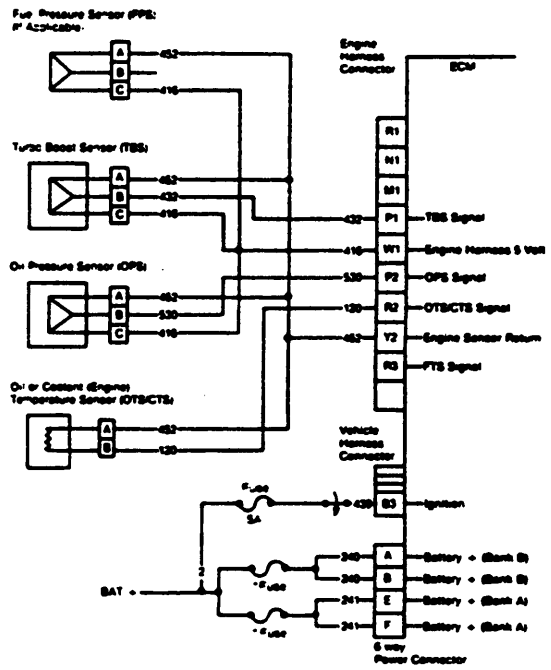 Fuel Pressure Sensor (FPS)
If Applicable
A 452
B
C 416
Engine
Harness
Connector
ECM
R1
N1
M1
Turbo Boost Sensor (TBS)
A 452
B 432
C 416
432 P1 TBS Signal
416 W1 Engine Harness 5 Volt
Oil Pressure Sensor (OPS)
530 P2 OPS Signal
A 452
B 530
C 416
120 R2 OTS/CTS Signal
452 Y2 Engine Sensor Return
R3 FTS Signal
Oil or Coolant (Engine)
Temperature Sensor (OTS/CTS)
A 452
B 120
Vehicle
Harness
Connector
Fuse
5A
439 B3 Ignition
2
BAT +
Fuse
240 A Battery + (Bank B)
240 B Battery + (Bank B)
Fuse
241 E Battery + (Bank A)
241 F Battery + (Bank A)
6 way
Power Connector